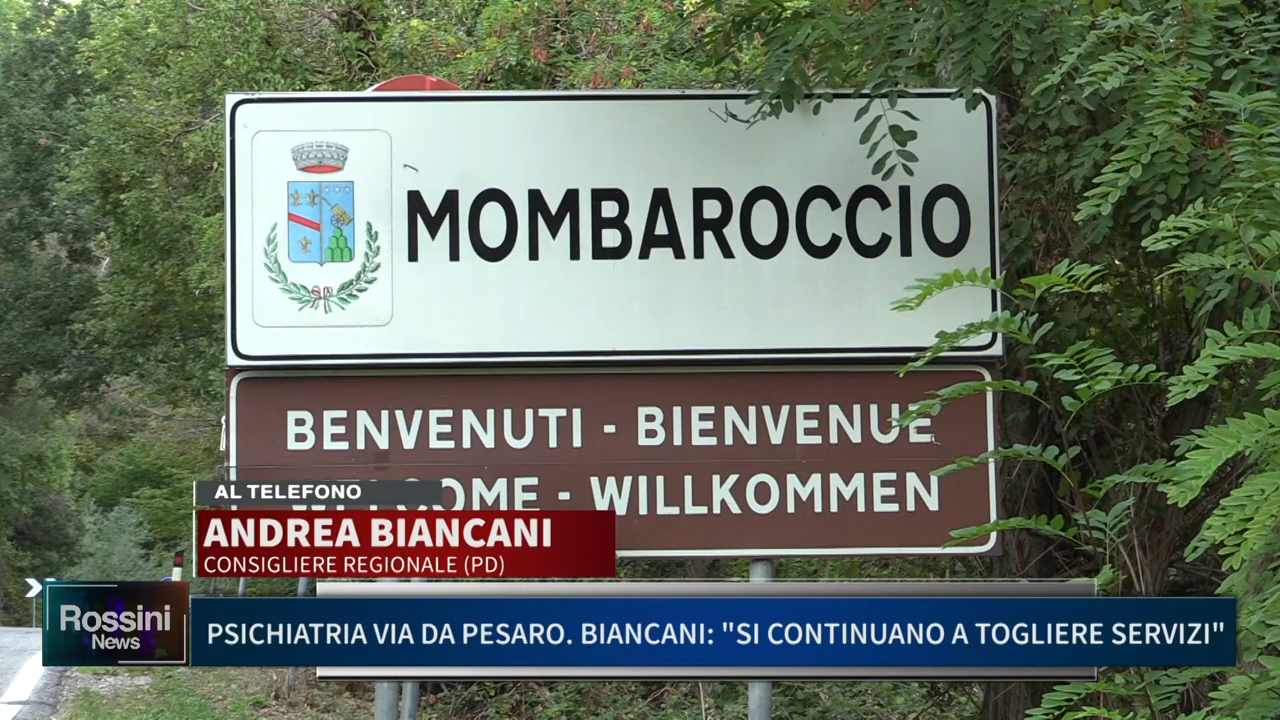 MOMBAROCCIO
BENVENUTI - BIENVENUE
WELCOME - WILLKOMMEN
AL TELEFONO
ANDREA BIANCANI
CONSIGLIERE REGIONALE (PD)
Rossini
News
PSICHIATRIA VIA DA PESARO. BIANCANI: "SI CONTINUANO A TOGLIERE SERVIZI"